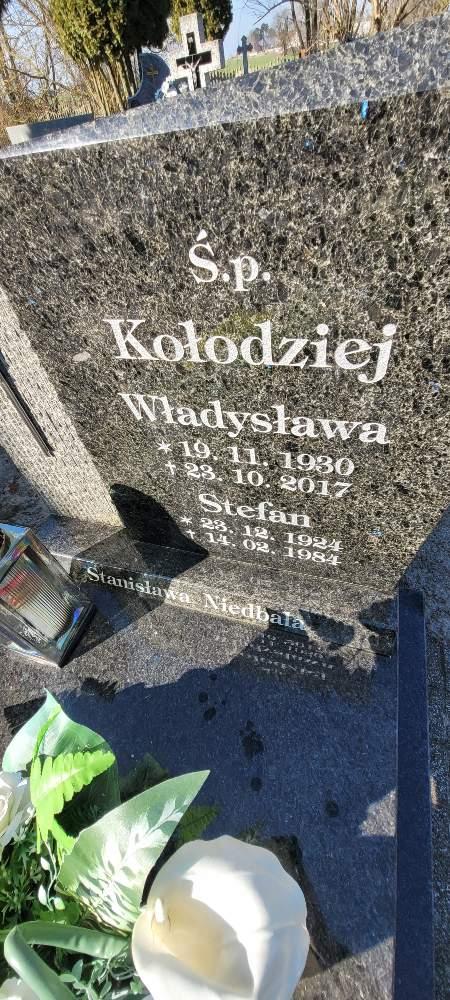 Ś.p.
Kołodziej
Władysława
* 19. 11. 1930
† 23. 10. 2017
Stefan
* 23. 12. 1924
† 14. 02. 1984
Stanisława Niedbała